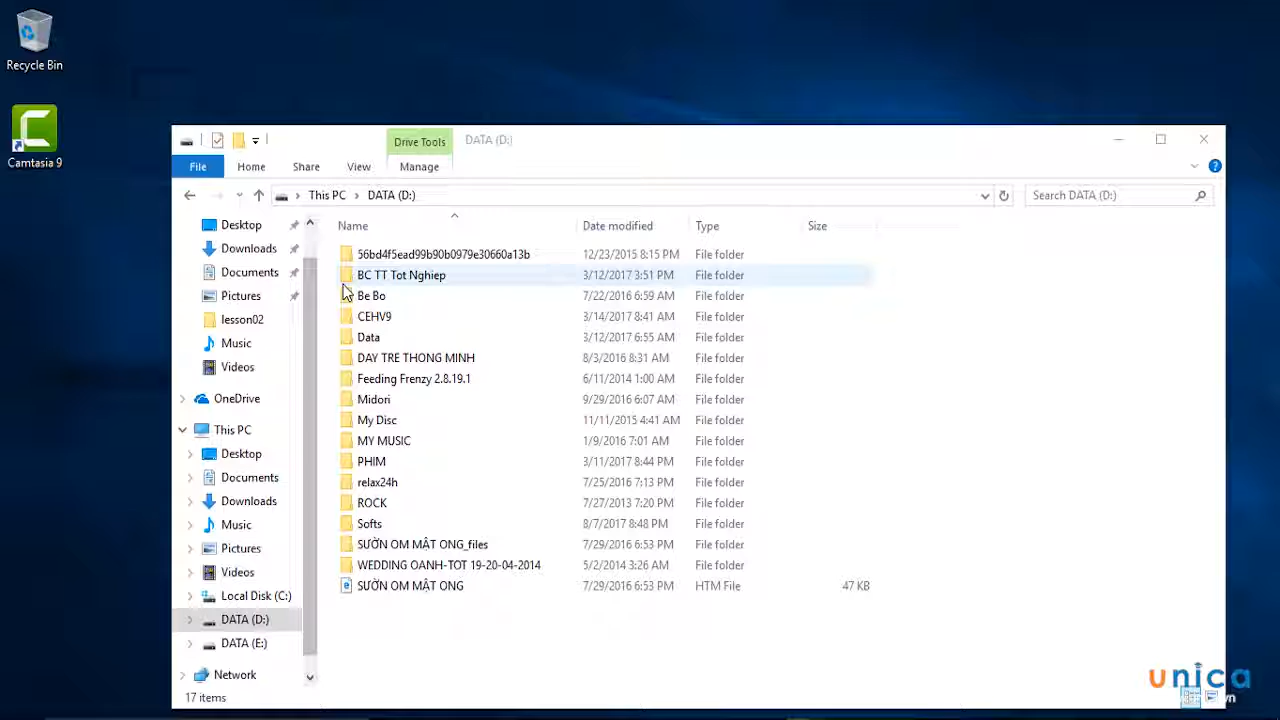 Recycle Bin
Camtasia 9
Drive Tools
DATA (D:)
File
Home
Share
View
Manage
This PC
DATA (D:)
Search DATA (D:)
Desktop
Downloads
Documents
Pictures
lesson02
Music
Videos
OneDrive
This PC
Desktop
Documents
Downloads
Music
Pictures
Videos
Local Disk (C:)
DATA (D:)
DATA (E:)
Network
Name Date modified Type Size
56bd4f5ead99b90b0979e30660a13b 12/23/2015 8:15 PM File folder
BC TT Tot Nghiep 3/12/2017 3:51 PM File folder
Be Bo 7/22/2016 6:59 AM File folder
CEHV9 3/14/2017 8:41 AM File folder
Data 3/12/2017 6:55 AM File folder
DAY TRE THONG MINH 8/3/2016 8:31 AM File folder
Feeding Frenzy 2.8.19.1 6/11/2014 1:00 AM File folder
Midori 9/29/2016 6:07 AM File folder
My Disc 11/11/2015 4:41 AM File folder
MY MUSIC 1/9/2016 7:01 AM File folder
PHIM 3/11/2017 8:44 PM File folder
relax24h 7/25/2016 7:13 PM File folder
ROCK 7/27/2013 7:20 PM File folder
Softs 8/7/2017 8:48 PM File folder
SƯỜN OM MẬT ONG_files 7/29/2016 6:53 PM File folder
WEDDING OANH-TOT 19-20-04-2014 5/2/2014 3:26 AM File folder
SƯỜN OM MẬT ONG 7/29/2016 6:53 PM HTM File 47 KB
17 items
unica